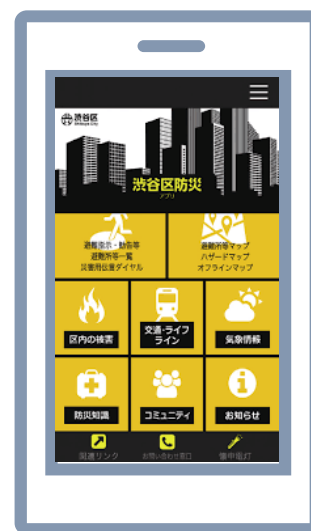 渋谷区
Shibuya City
渋谷区防災
アプリ
避難指示・勧告等
避難所等一覧
災害用伝言ダイヤル
避難所等マップ
ハザードマップ
オフラインマップ
区内の被害
交通・ライフ
ライン
気象情報
防災知識
コミュニティ
お知らせ
関連リンク
お問い合わせ窓口
懐中電灯